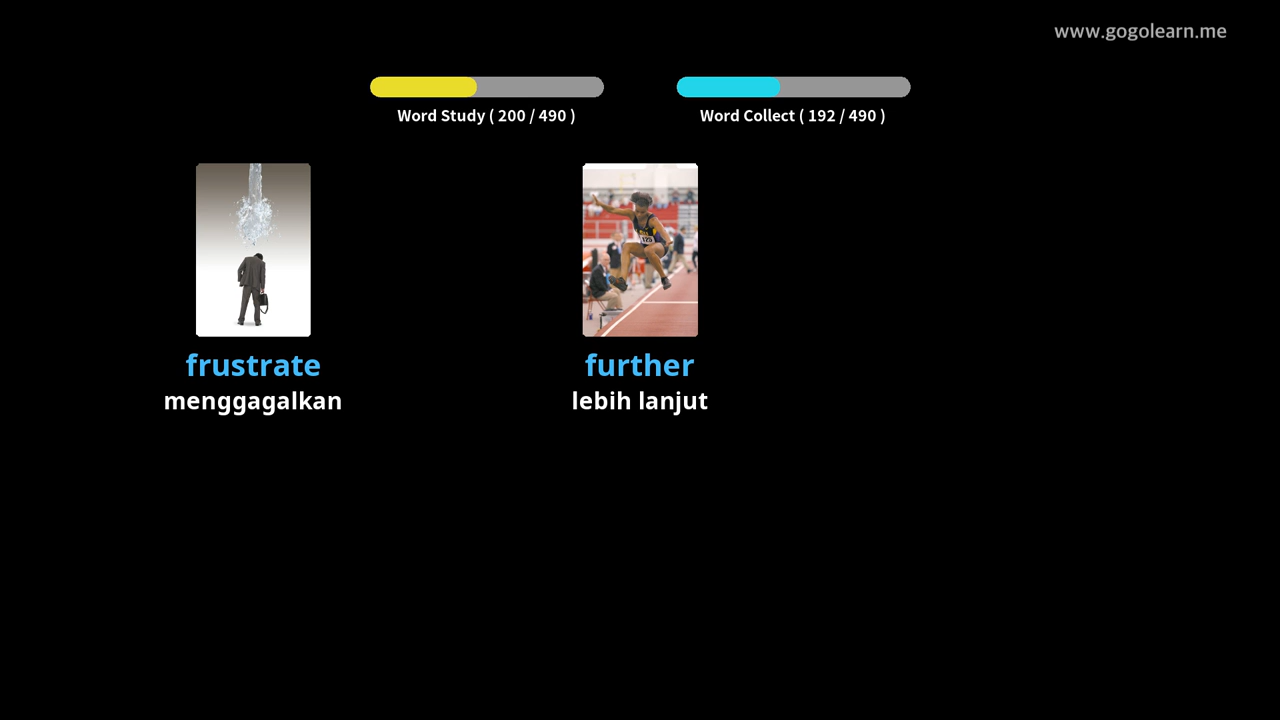 www.gogolearn.me
Word Study ( 200 / 490 )
Word Collect ( 192 / 490 )
frustrate
menggagalkan
further
lebih lanjut